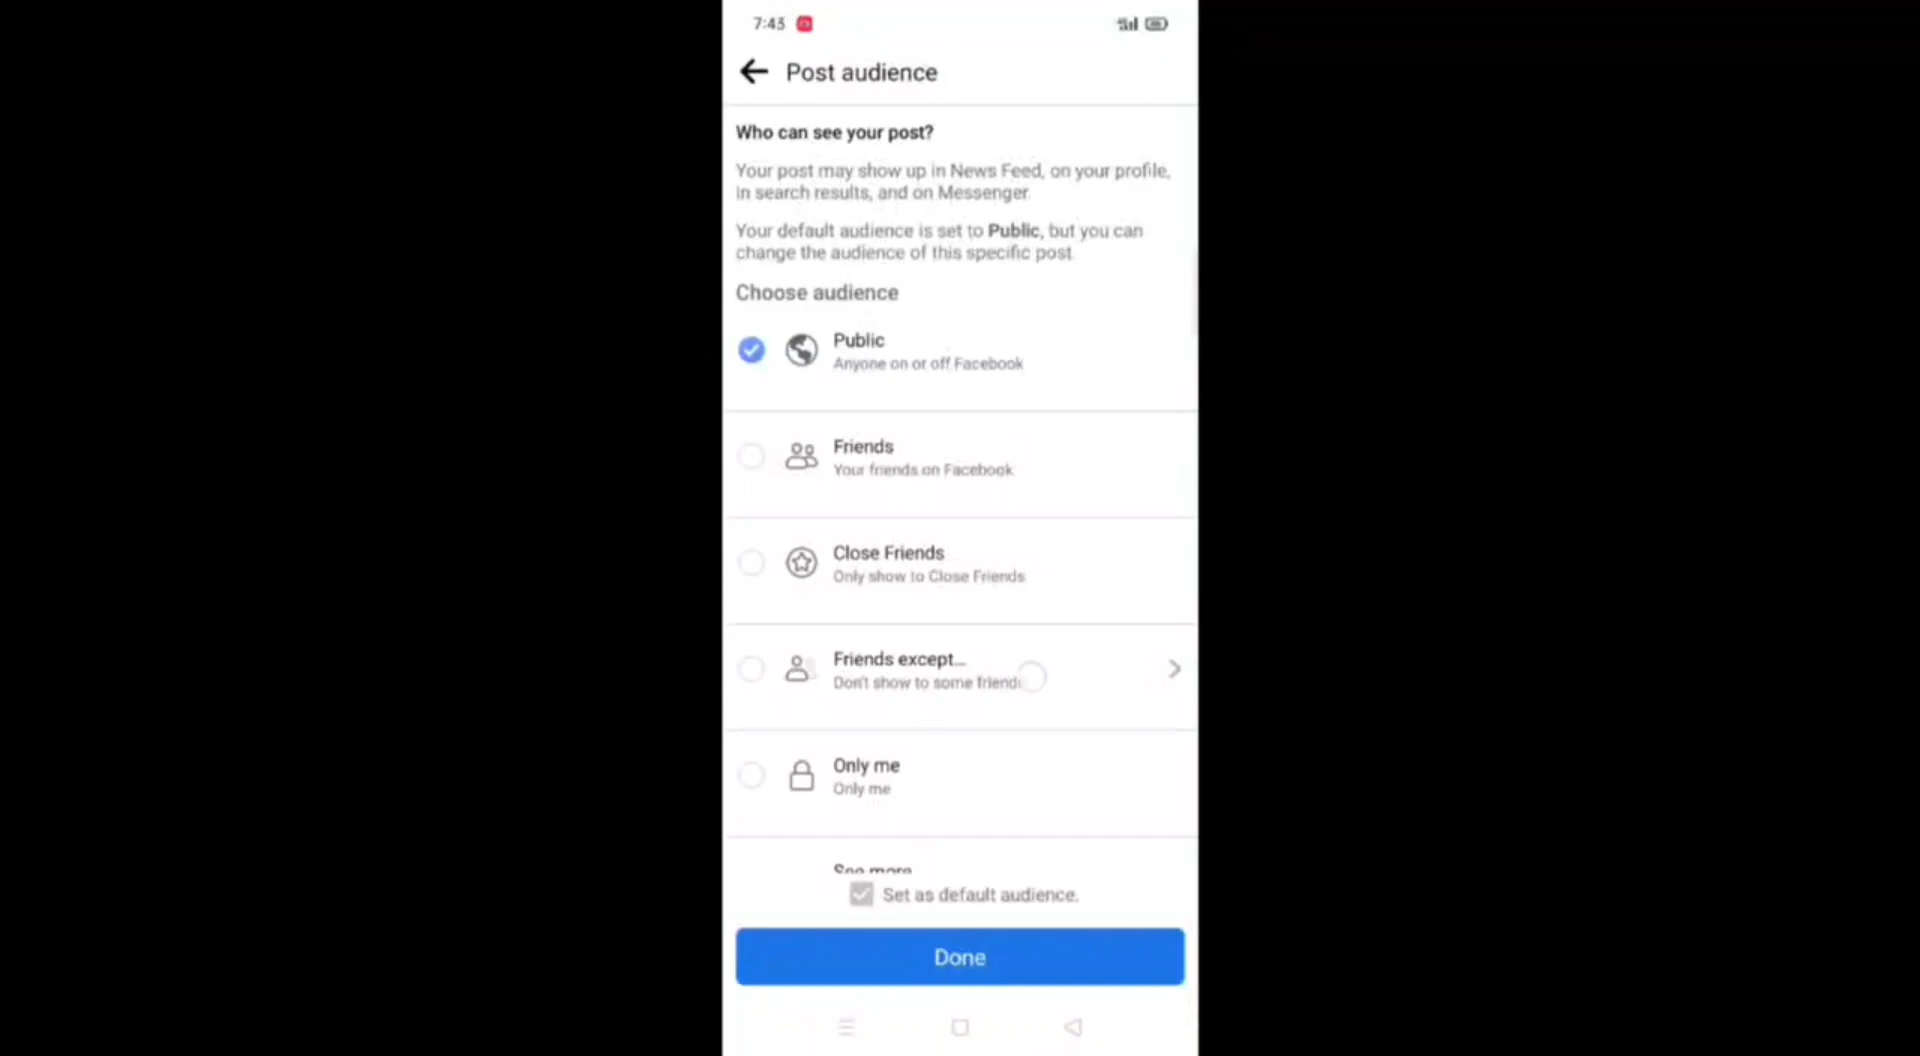 7:43
Post audience
Who can see your post?
Your post may show up in News Feed, on your profile,
in search results, and on Messenger.
Your default audience is set to Public, but you can
change the audience of this specific post.
Choose audience
Public
Anyone on or off Facebook
Friends
Your friends on Facebook
Close Friends
Only show to Close Friends
Friends except...
Don't show to some friends
Only me
Only me
See more
Set as default audience.
Done